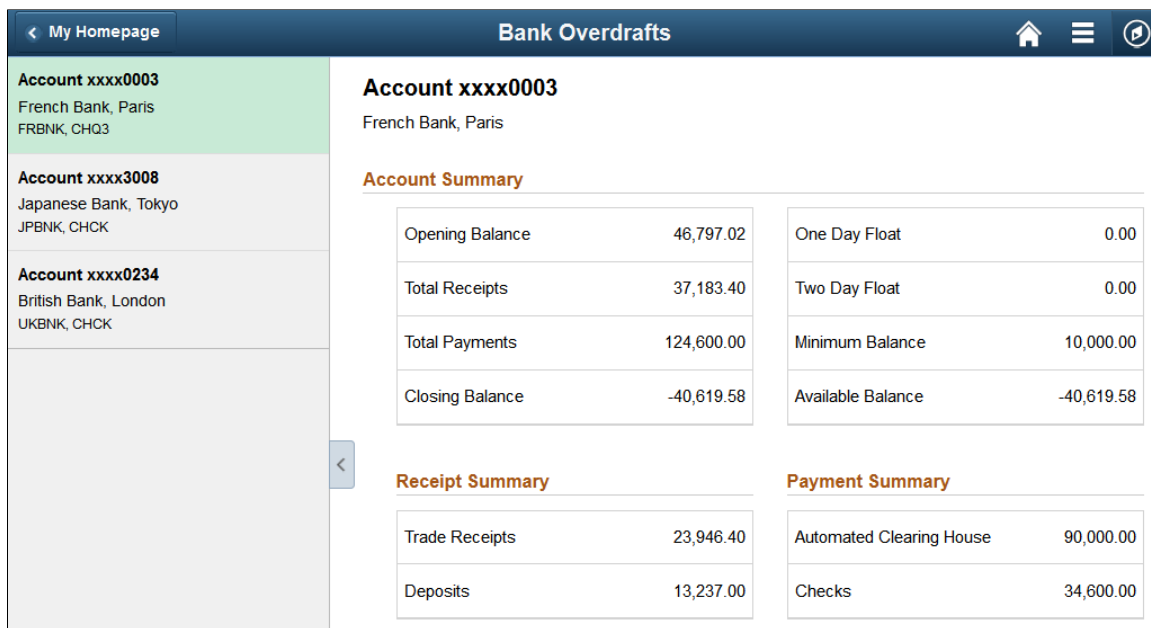 My Homepage
Bank Overdrafts
Account xxxx0003
French Bank, Paris
FRBNK, CHQ3
Account xxxx3008
Japanese Bank, Tokyo
JPBNK, CHCK
Account xxxx0234
British Bank, London
UKBNK, CHCK
Account xxxx0003
French Bank, Paris
Account Summary
Opening Balance 46,797.02
Total Receipts 37,183.40
Total Payments 124,600.00
Closing Balance -40,619.58
One Day Float 0.00
Two Day Float 0.00
Minimum Balance 10,000.00
Available Balance -40,619.58
Receipt Summary
Trade Receipts 23,946.40
Deposits 13,237.00
Payment Summary
Automated Clearing House 90,000.00
Checks 34,600.00